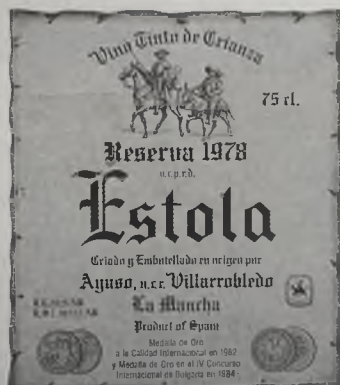 Vino Tinto de Crianza
75 cl.
Reserva 1978
v.c.p.r.d.
Estola
Criado y Embotellado en origen por
Ayuso, Villarrobledo
La Mancha
Product of Spain
Medalla de Oro
a la Calidad Internacional en 1982
y Medalla de Oro en el IV Concurso
Internacional de Bulgaria en 1984